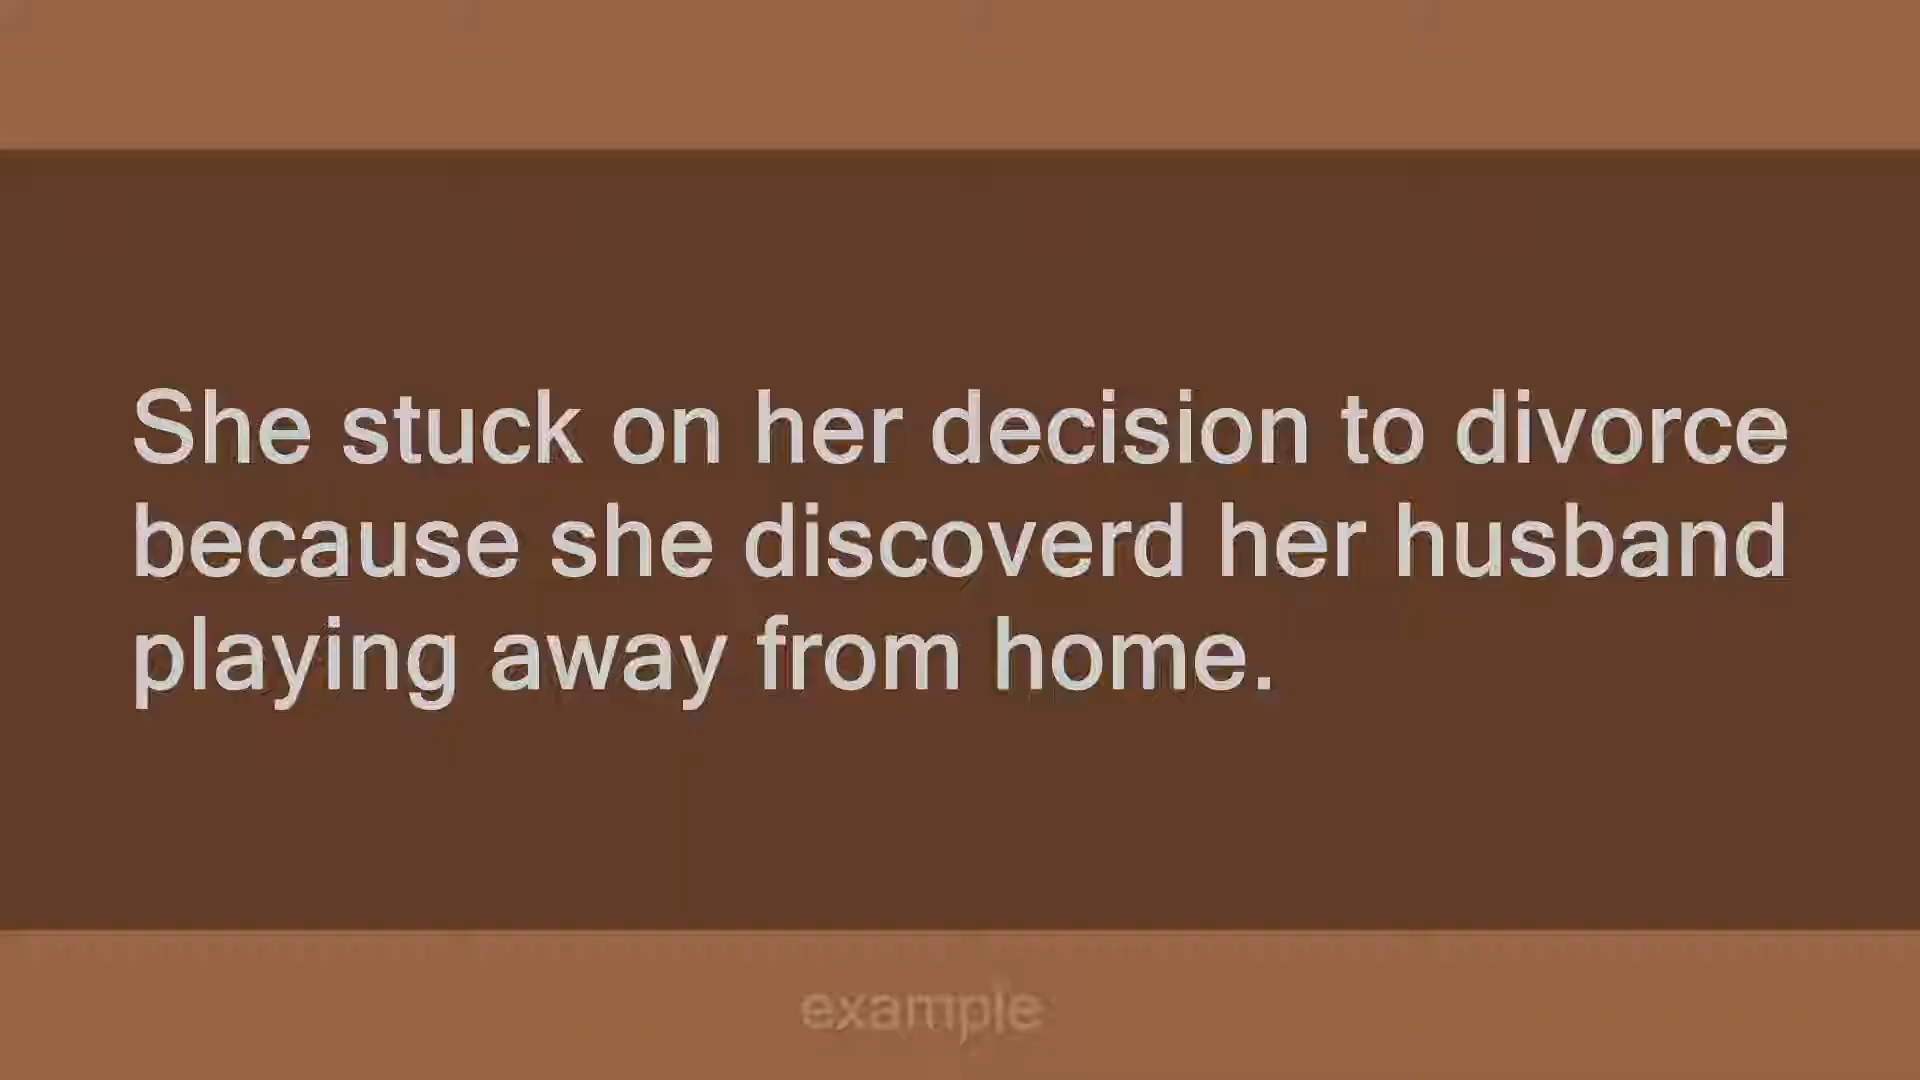 She stuck on her decision to divorce
because she discoverd her husband
playing away from home.
example